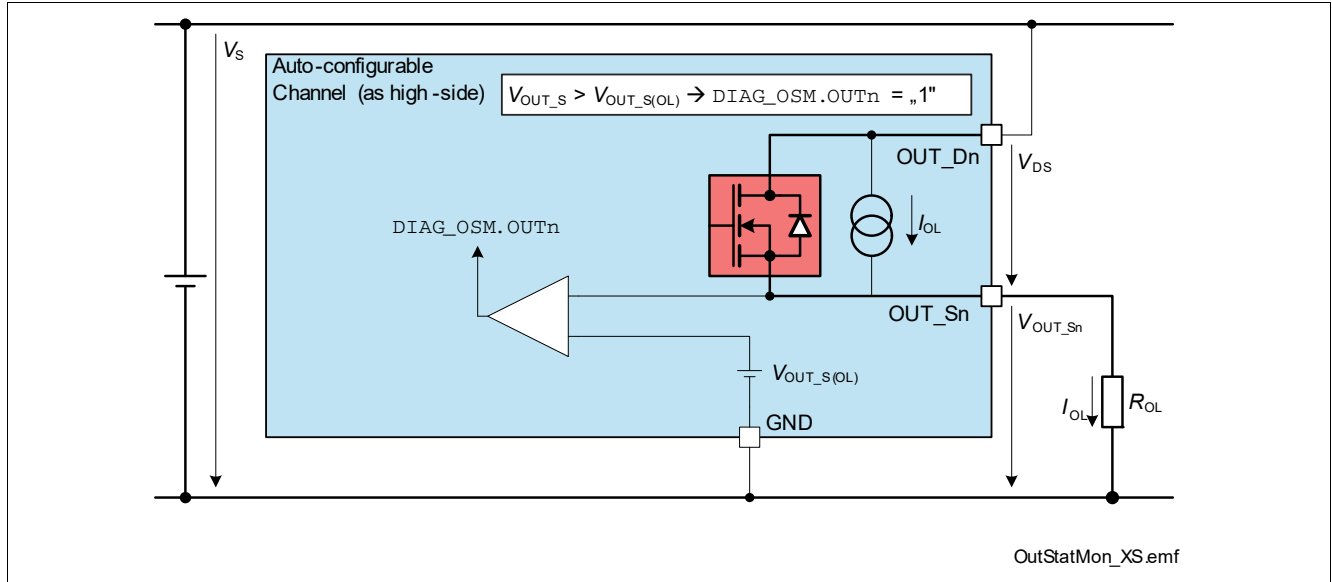 VS
Auto-configurable
Channel (as high -side)
VOUT_S > VOUT_S(OL) → DIAG_OSM.OUTn = „1"
OUT_Dn
VDS
IOL
DIAG_OSM.OUTn
OUT_Sn
VOUT_Sn
VOUT_S(OL)
IOL
ROL
GND
OutStatMon_XS.emf